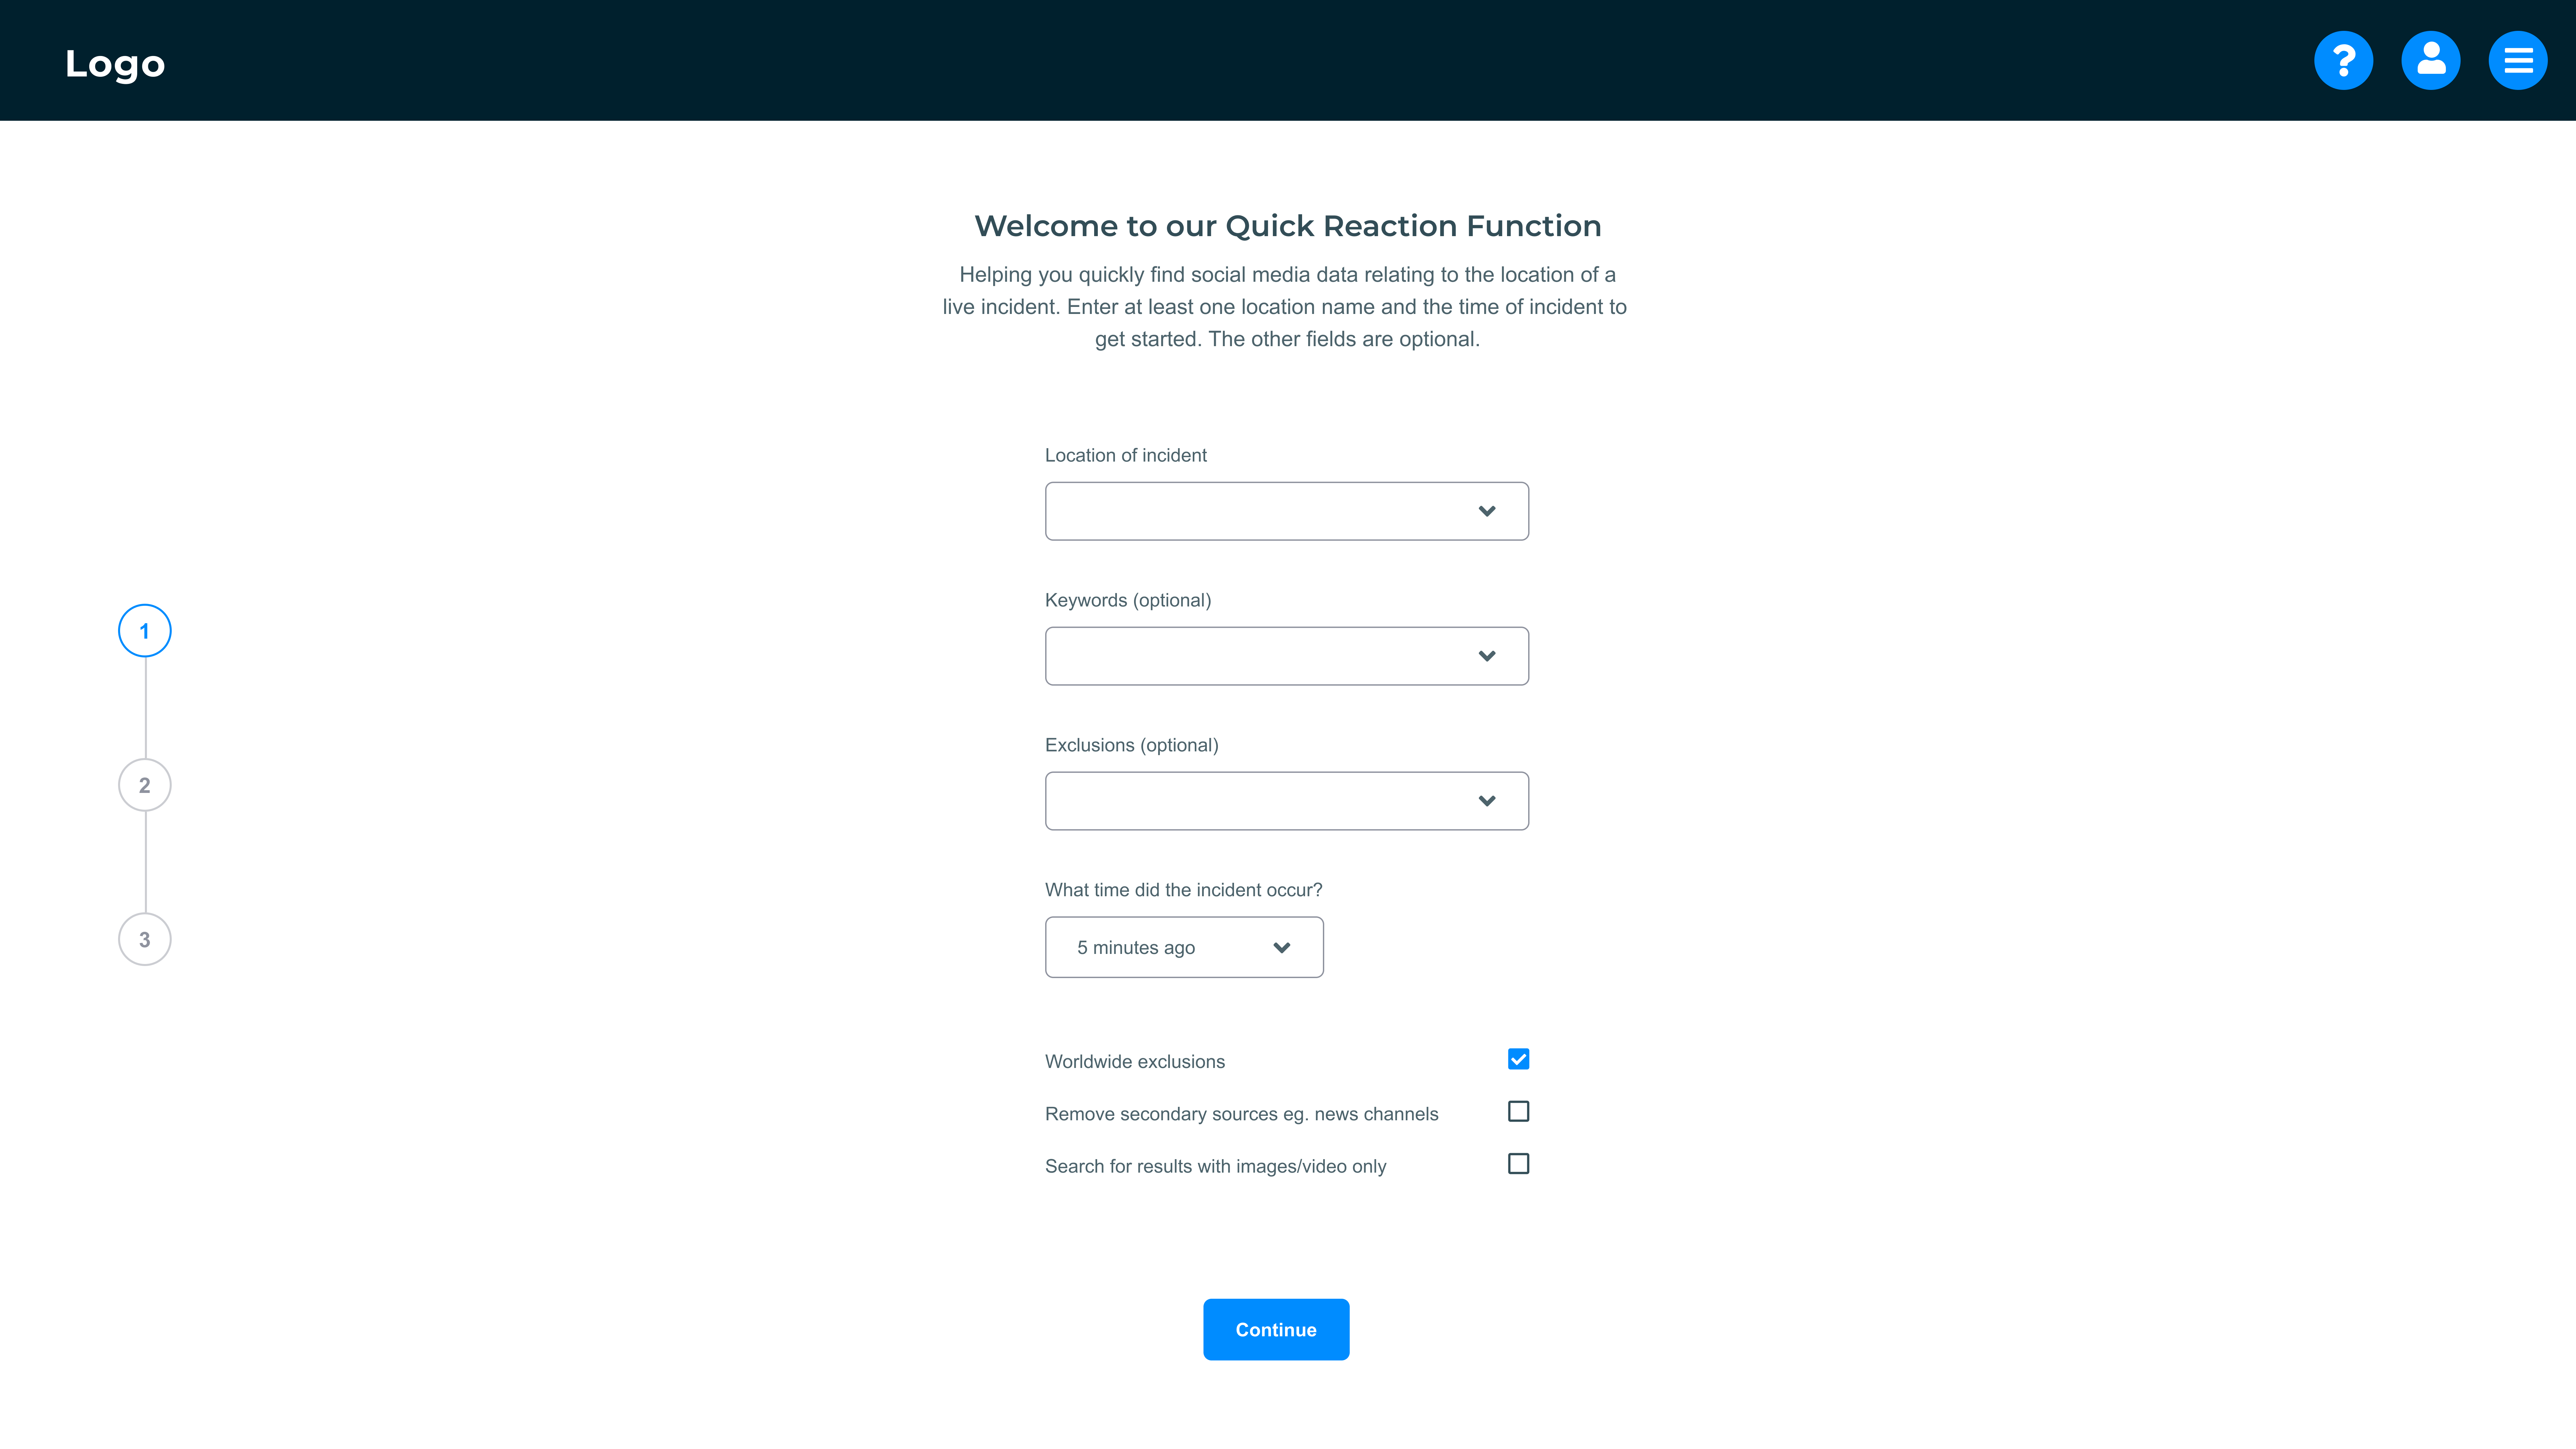 Logo
?
Welcome to our Quick Reaction Function
Helping you quickly find social media data relating to the location of a
live incident. Enter at least one location name and the time of incident to
get started. The other fields are optional.
Location of incident
Keywords (optional)
1
Exclusions (optional)
2
What time did the incident occur?
3
5 minutes ago
Worldwide exclusions
Remove secondary sources eg. news channels
Search for results with images/video only
Continue